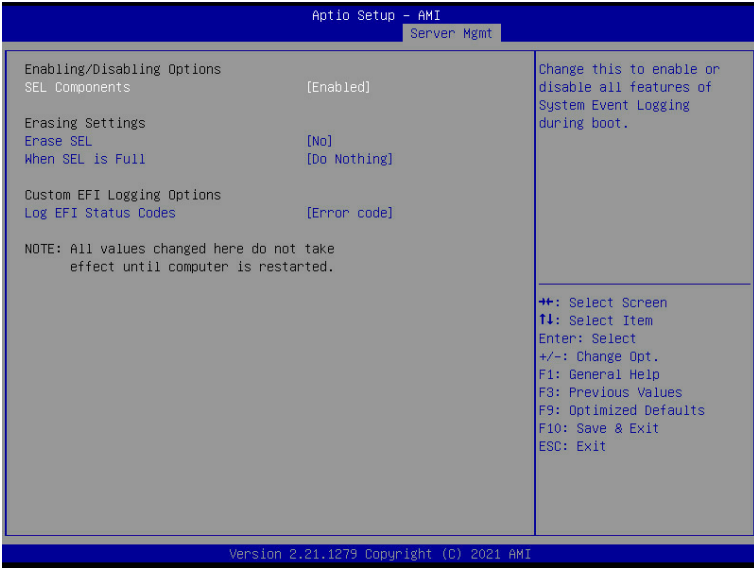 Aptio Setup – AMI
Server Mgmt
Enabling/Disabling Options
SEL Components [Enabled]
Erasing Settings
Erase SEL [No]
When SEL is Full [Do Nothing]
Custom EFI Logging Options
Log EFI Status Codes [Error code]
NOTE: All values changed here do not take
effect until computer is restarted.
Change this to enable or
disable all features of
System Event Logging
during boot.
→←: Select Screen
↑↓: Select Item
Enter: Select
+/-: Change Opt.
F1: General Help
F3: Previous Values
F9: Optimized Defaults
F10: Save & Exit
ESC: Exit
Version 2.21.1279 Copyright (C) 2021 AMI